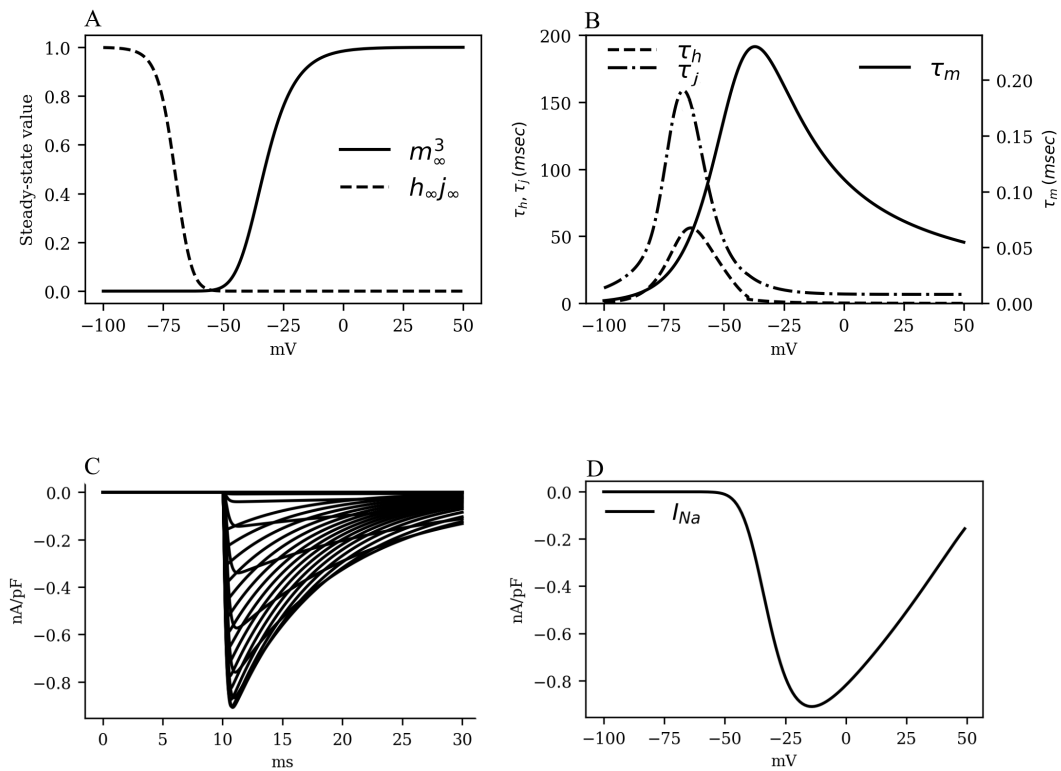 A
1.0
0.8
0.6
0.4
0.2
0.0
Steady-state value
m³∞
h∞j∞
−100 −75 −50 −25 0 25 50
mV
B
200
150
100
50
0
τh, τj (msec)
τh
τj
τm
0.20
0.15
0.10
0.05
0.00
τm (msec)
−100 −75 −50 −25 0 25 50
mV
C
0.0
−0.2
−0.4
−0.6
−0.8
nA/pF
0 5 10 15 20 25 30
ms
D
0.0
−0.2
−0.4
−0.6
−0.8
nA/pF
INa
−100 −75 −50 −25 0 25 50
mV